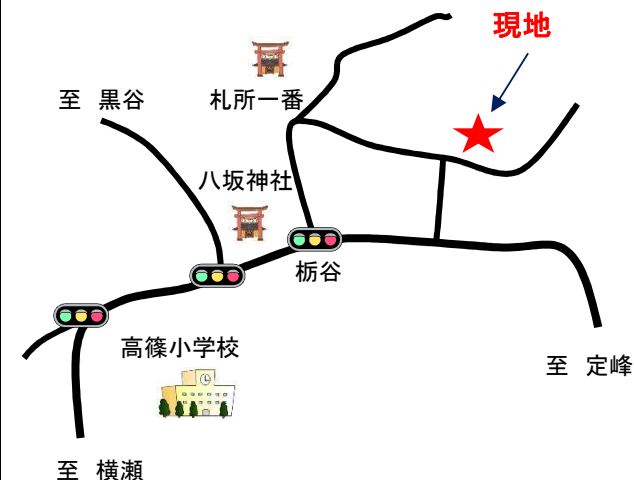 現地
至　黒谷
札所一番
八坂神社
栃谷
高篠小学校
至　定峰
至　横瀬